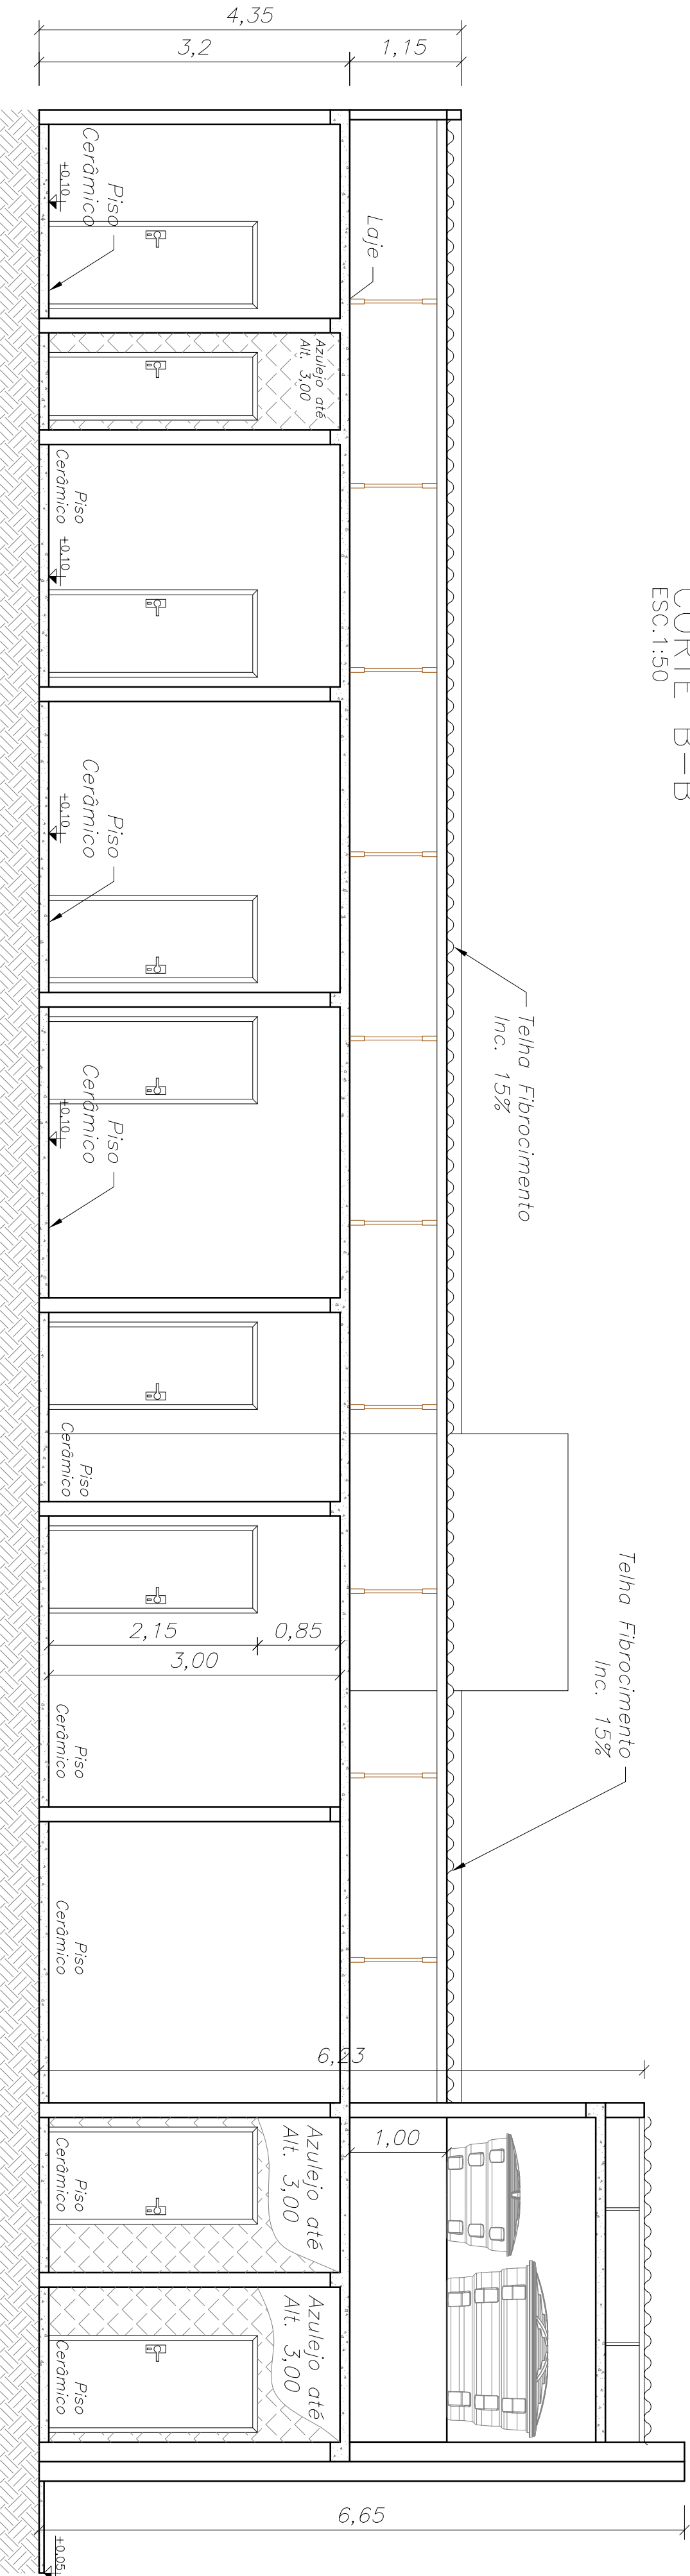 4,35
3,2
1,15
Piso
Cerâmico
+0,10
Laje
Azulejo até
Alt. 3,00
Piso
Cerâmico
+0,10
CORTE B-B
ESC.1:50
Piso
Cerâmico
+0,10
Telha Fibrocimento
Inc. 15%
Piso
Cerâmico
+0,10
Piso
Cerâmico
Telha Fibrocimento
Inc. 15%
2,15
0,85
3,00
Piso
Cerâmico
Piso
Cerâmico
6,23
1,00
Azulejo até
Alt. 3,00
Piso
Cerâmico
Azulejo até
Alt. 3,00
Piso
Cerâmico
6,65
+0,05